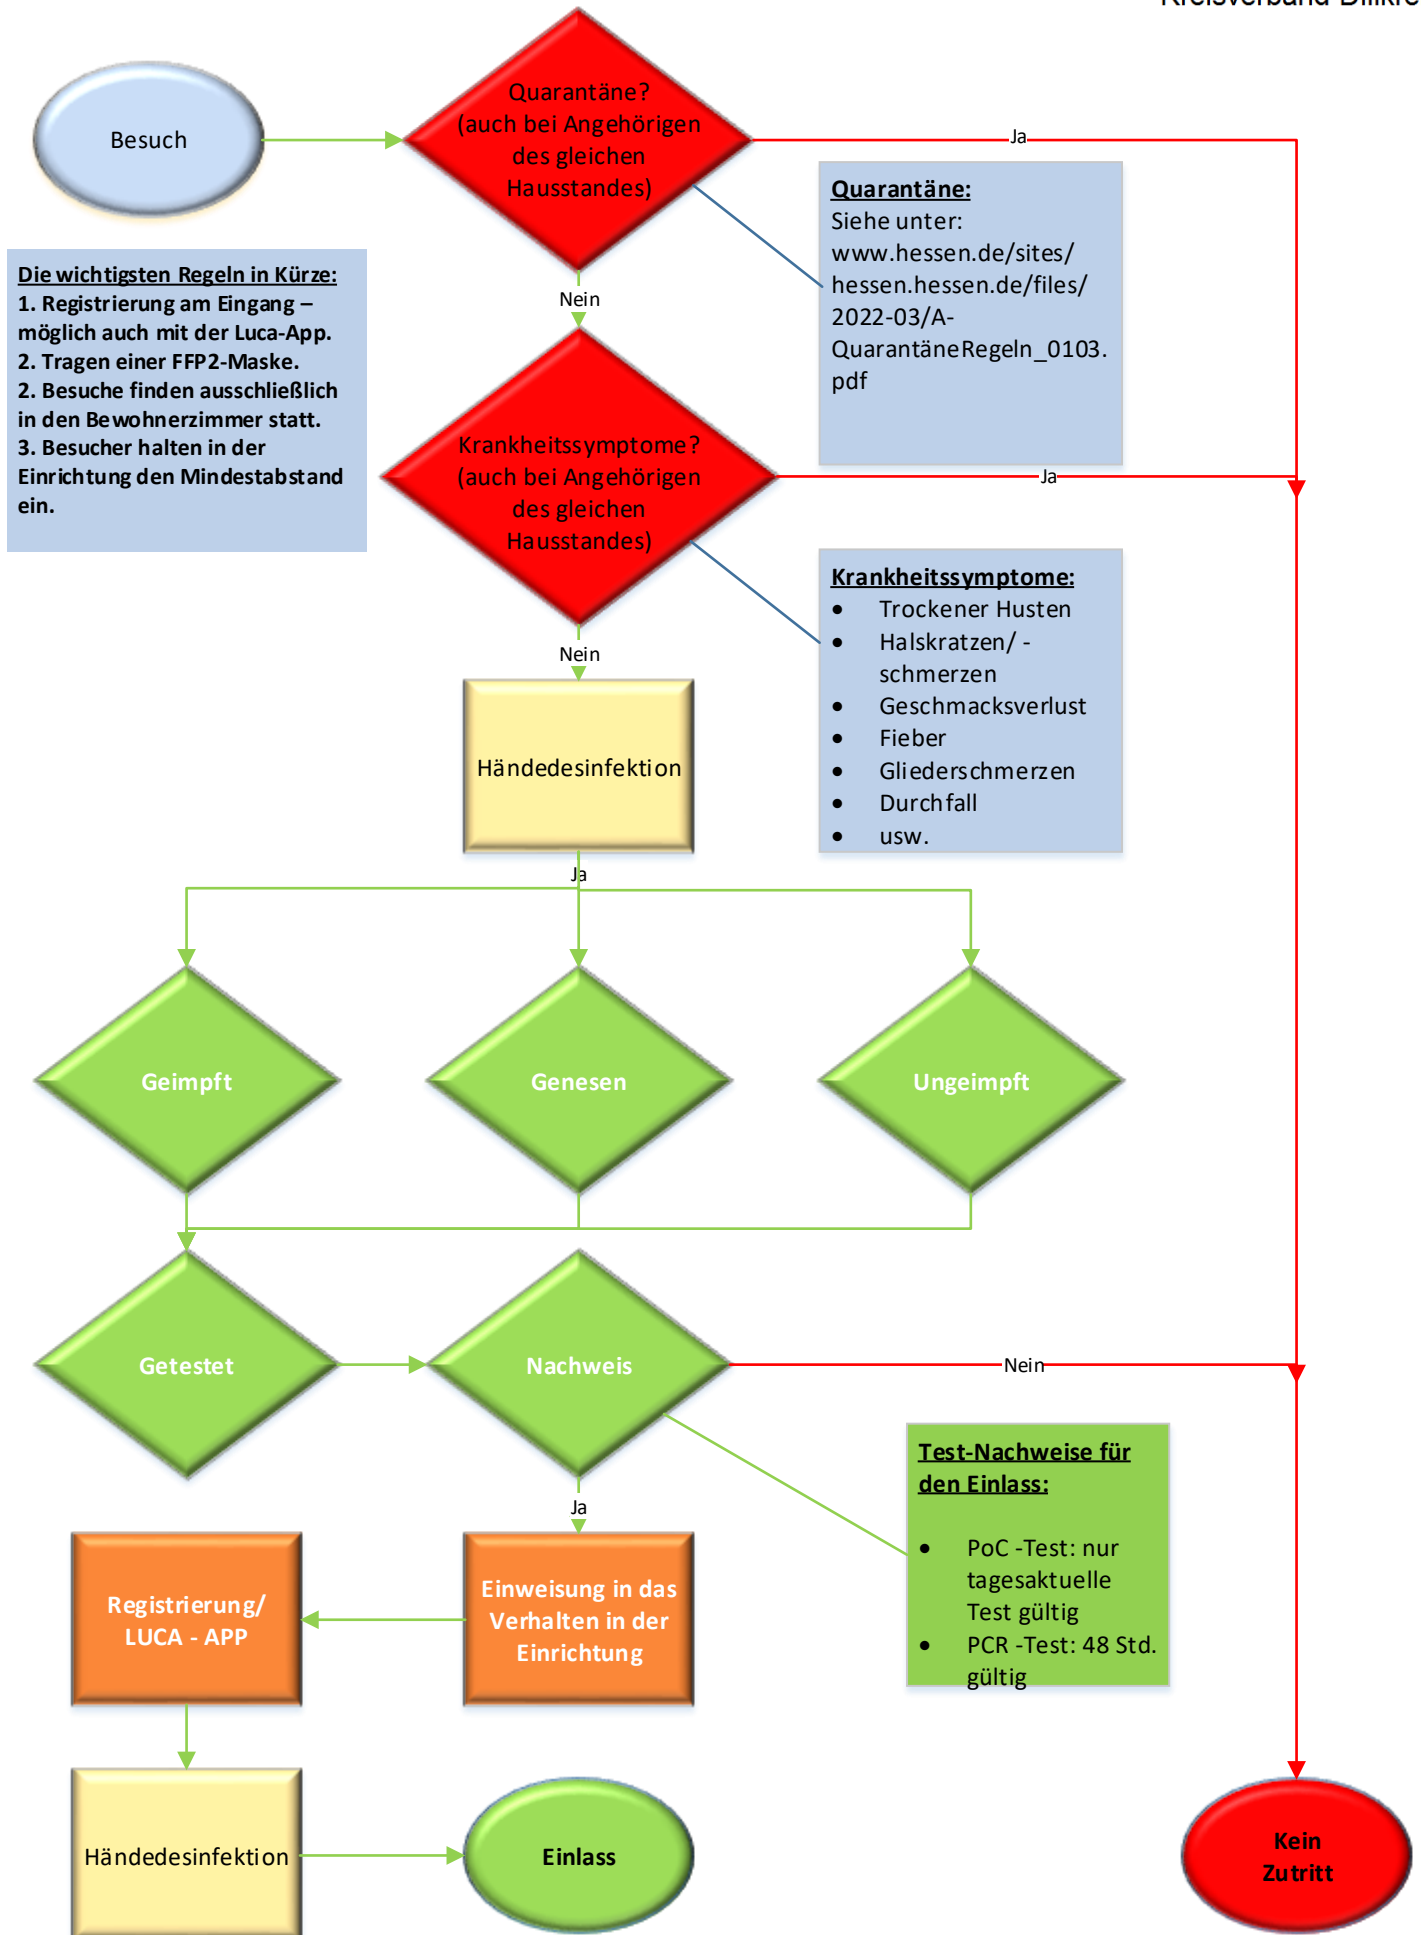 Besuch
Quarantäne?
(auch bei Angehörigen
des gleichen
Hausstandes)
Ja
Quarantäne:
Siehe unter:
www.hessen.de/sites/
hessen.hessen.de/files/
2022-03/A-
QuarantäneRegeln_0103.
pdf
Die wichtigsten Regeln in Kürze:
1. Registrierung am Eingang –
möglich auch mit der Luca-App.
2. Tragen einer FFP2-Maske.
2. Besuche finden ausschließlich
in den Bewohnerzimmer statt.
3. Besucher halten in der
Einrichtung den Mindestabstand
ein.
Nein
Krankheitssymptome?
(auch bei Angehörigen
des gleichen
Hausstandes)
Ja
Krankheitssymptome:
• Trockener Husten
• Halskratzen/ -
schmerzen
• Geschmacksverlust
• Fieber
• Gliederschmerzen
• Durchfall
• usw.
Nein
Händedesinfektion
Ja
Geimpft
Genesen
Ungeimpft
Getestet
Nachweis
Nein
Test-Nachweise für
den Einlass:
• PoC -Test: nur
tagesaktuelle
Test gültig
• PCR -Test: 48 Std.
gültig
Ja
Einweisung in das
Verhalten in der
Einrichtung
Registrierung/
LUCA - APP
Händedesinfektion
Einlass
Kein
Zutritt